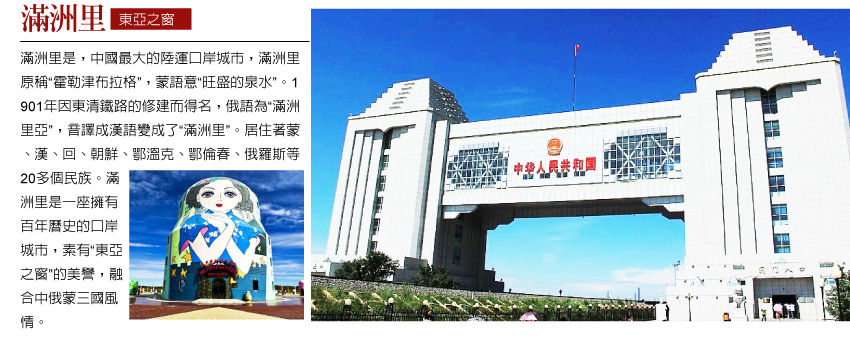 滿洲里 東亞之窗
滿洲里是，中國最大的陸運口岸城市，滿洲里
原稱“霍勒津布拉格”，蒙語意“旺盛的泉水”。1
901年因東清鐵路的修建而得名，俄語為“滿洲
里亞”，音譯成漢語變成了“滿洲里”。居住著蒙
、漢、回、朝鮮、鄂溫克、鄂倫春、俄羅斯等
20多個民族。滿
洲里是一座擁有
百年歷史的口岸
城市，素有“東亞
之窗”的美譽，融
合中俄蒙三國風
情。
中华人民共和国